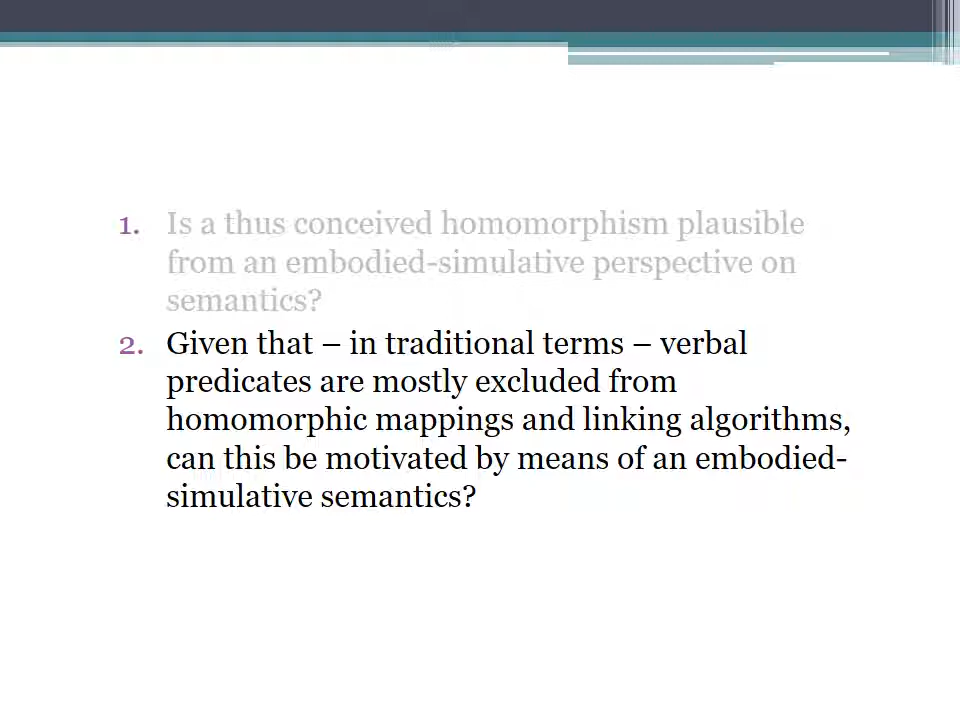 1. Is a thus conceived homomorphism plausible
from an embodied-simulative perspective on
semantics?
2. Given that – in traditional terms – verbal
predicates are mostly excluded from
homomorphic mappings and linking algorithms,
can this be motivated by means of an embodied-
simulative semantics?